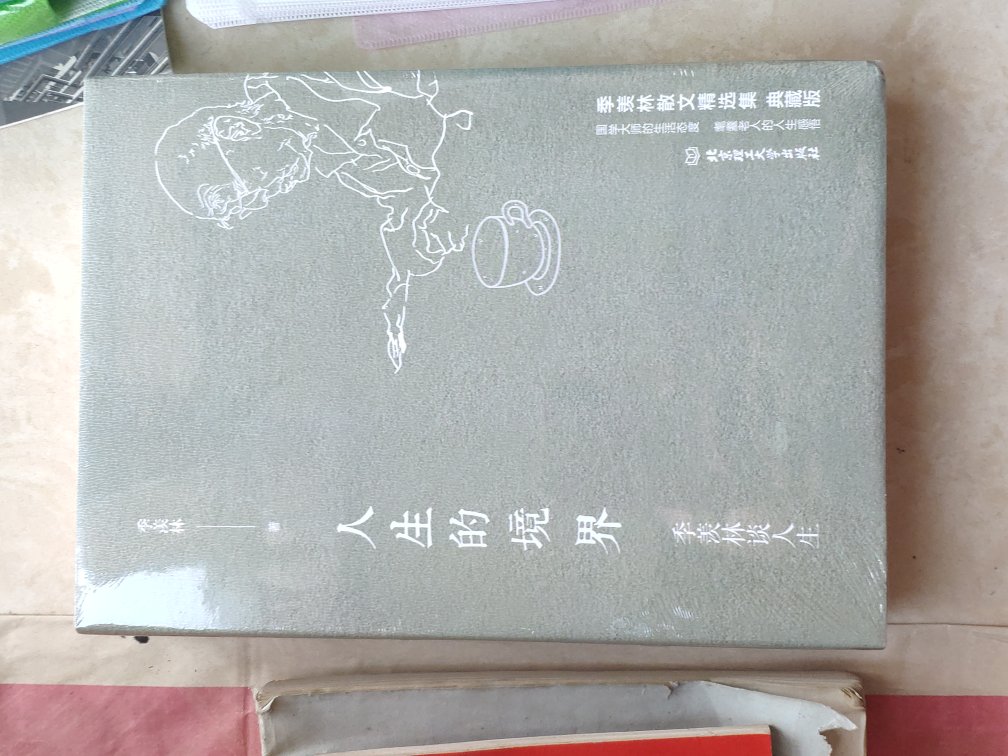 季羡林
著
人生的境界
季羡林谈人生
季羡林散文精选集 典藏版
国学大师的生活态度 耄耋老人的人生感悟
北京理工大学出版社